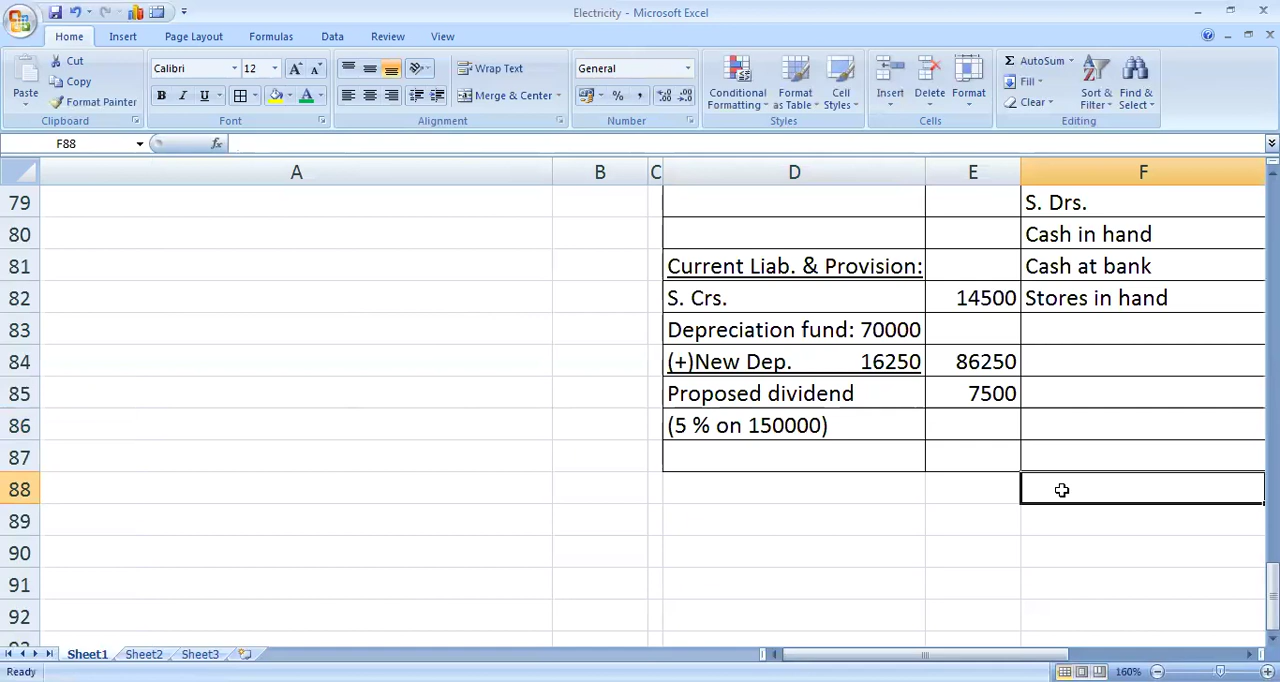 Electricity - Microsoft Excel
Home Insert Page Layout Formulas Data Review View
Cut
Copy
Format Painter
Paste
Clipboard
Calibri 12
B I U
Font
Wrap Text
Merge & Center
Alignment
General
%
Number
Conditional Formatting
Format as Table
Cell Styles
Styles
Insert
Delete
Format
Cells
Σ AutoSum
Fill
Clear
Sort & Filter
Find & Select
Editing
F88 fx
A B C D E F
79 S. Drs.
80 Cash in hand
81 Current Liab. & Provision: Cash at bank
82 S. Crs. 14500 Stores in hand
83 Depreciation fund: 70000
84 (+)New Dep. 16250 86250
85 Proposed dividend 7500
86 (5 % on 150000)
87
88
89
90
91
92
Sheet1 Sheet2 Sheet3
Ready 160%